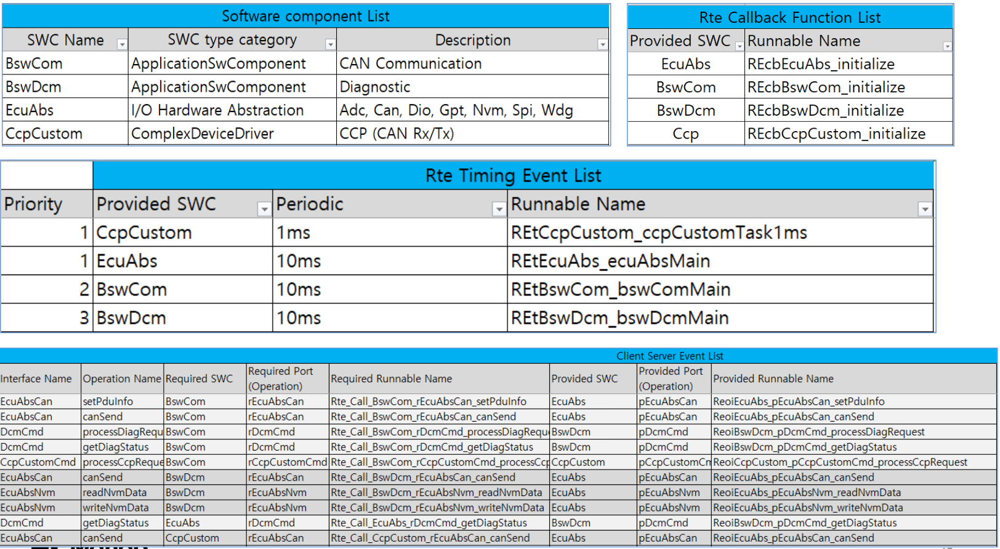 Software component List
SWC Name SWC type category Description
BswCom ApplicationSwComponent CAN Communication
BswDcm ApplicationSwComponent Diagnostic
EcuAbs I/O Hardware Abstraction Adc, Can, Dio, Gpt, Nvm, Spi, Wdg
CcpCustom ComplexDeviceDriver CCP (CAN Rx/Tx)
Rte Callback Function List
Provided SWC Runnable Name
EcuAbs REcbEcuAbs_initialize
BswCom REcbBswCom_initialize
BswDcm REcbBswDcm_initialize
Ccp REcbCcpCustom_initialize
Rte Timing Event List
Priority Provided SWC Periodic Runnable Name
1 CcpCustom 1ms REtCcpCustom_ccpCustomTask1ms
1 EcuAbs 10ms REtEcuAbs_ecuAbsMain
2 BswCom 10ms REtBswCom_bswComMain
3 BswDcm 10ms REtBswDcm_bswDcmMain
Client Server Event List
Interface Name Operation Name Required SWC Required Port (Operation) Required Runnable Name Provided SWC Provided Port (Operation) Provided Runnable Name
EcuAbsCan setPduInfo BswCom rEcuAbsCan Rte_Call_BswCom_rEcuAbsCan_setPduInfo EcuAbs pEcuAbsCan ReoiEcuAbs_pEcuAbsCan_setPduInfo
EcuAbsCan canSend BswCom rEcuAbsCan Rte_Call_BswCom_rEcuAbsCan_canSend EcuAbs pEcuAbsCan ReoiEcuAbs_pEcuAbsCan_canSend
DcmCmd processDiagRequ BswCom rDcmCmd Rte_Call_BswCom_rDcmCmd_processDiagReque BswDcm pDcmCmd ReoiBswDcm_pDcmCmd_processDiagRequest
DcmCmd getDiagStatus BswCom rDcmCmd Rte_Call_BswCom_rDcmCmd_getDiagStatus BswDcm pDcmCmd ReoiBswDcm_pDcmCmd_getDiagStatus
CcpCustomCmd processCcpReque BswCom rCcpCustomCmd Rte_Call_BswCom_rCcpCustomCmd_processCcp CcpCustom pCcpCustomCm ReoiCcpCustom_pCcpCustomCmd_processCcpRequest
EcuAbsCan canSend BswDcm rEcuAbsCan Rte_Call_BswDcm_rEcuAbsCan_canSend EcuAbs pEcuAbsCan ReoiEcuAbs_pEcuAbsCan_canSend
EcuAbsNvm readNvmData BswDcm rEcuAbsNvm Rte_Call_BswDcm_rEcuAbsNvm_readNvmData EcuAbs pEcuAbsNvm ReoiEcuAbs_pEcuAbsNvm_readNvmData
EcuAbsNvm writeNvmData BswDcm rEcuAbsNvm Rte_Call_BswDcm_rEcuAbsNvm_writeNvmData EcuAbs pEcuAbsNvm ReoiEcuAbs_pEcuAbsNvm_writeNvmData
DcmCmd getDiagStatus EcuAbs rDcmCmd Rte_Call_EcuAbs_rDcmCmd_getDiagStatus BswDcm pDcmCmd ReoiBswDcm_pDcmCmd_getDiagStatus
EcuAbsCan canSend CcpCustom rEcuAbsCan Rte_Call_CcpCustom_rEcuAbsCan_canSend EcuAbs pEcuAbsCan ReoiEcuAbs_pEcuAbsCan_canSend